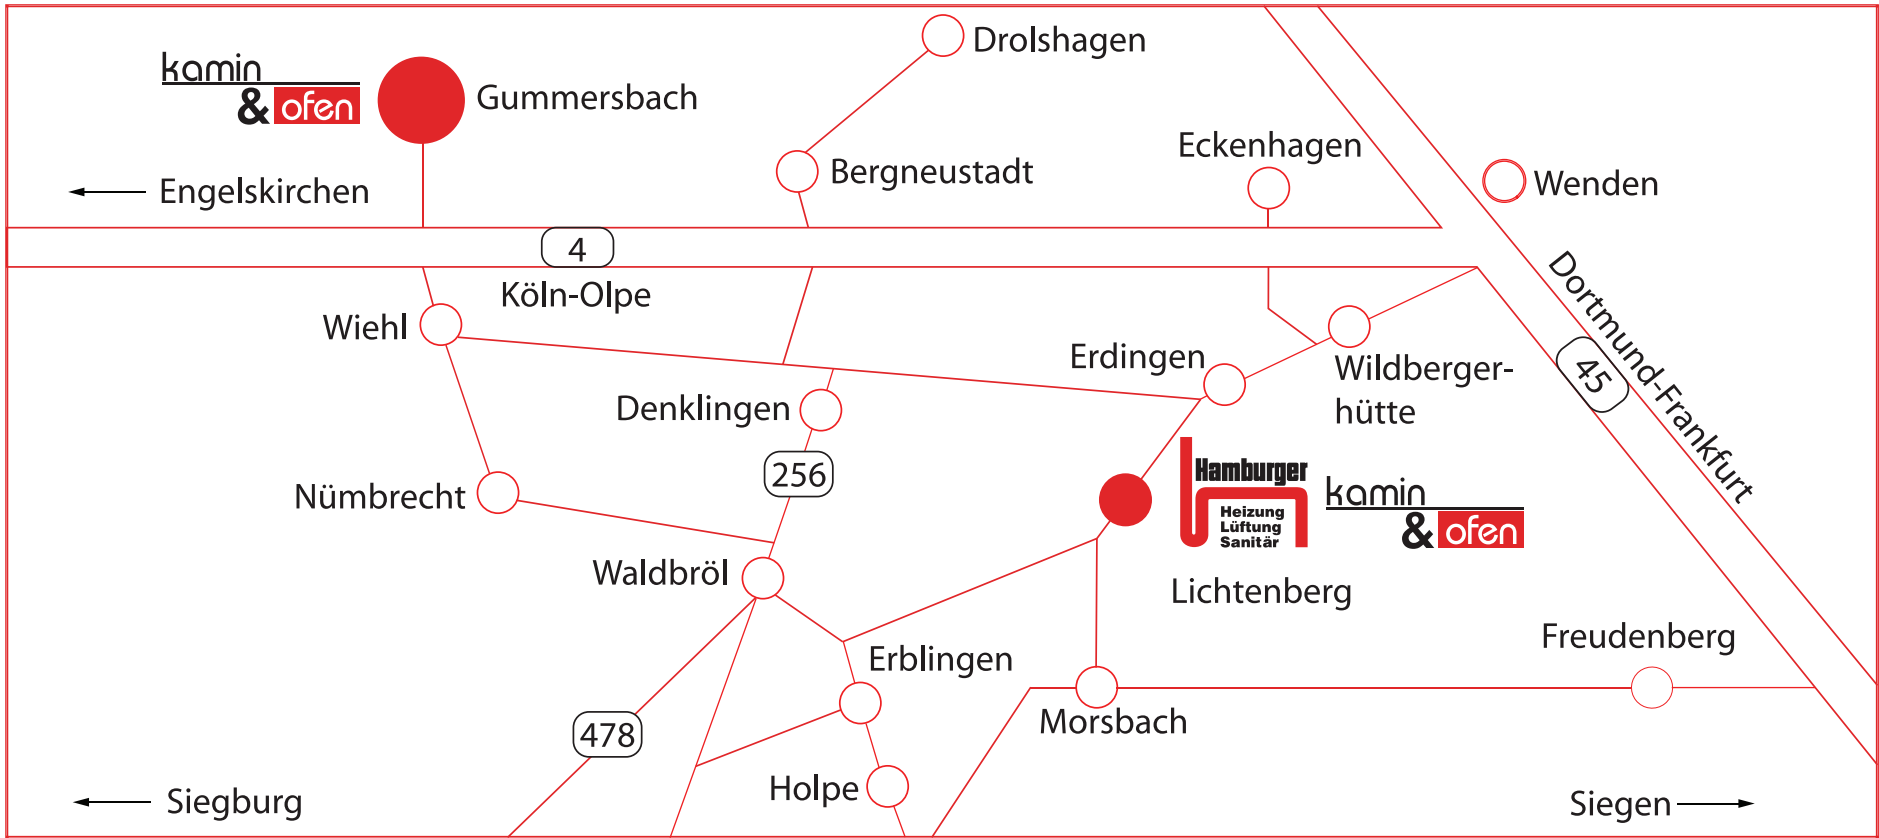 Drolshagen
kamin
& ofen
Gummersbach
Eckenhagen
Bergneustadt
Wenden
Engelskirchen
4
Köln-Olpe
Wiehl
Dortmund-Frankfurt
45
Erdingen
Wildberger-
hütte
Denklingen
256
Nümbrecht
Hamburger
Heizung
Lüftung
Sanitär
kamin
& ofen
Waldbröl
Lichtenberg
Freudenberg
Erblingen
Morsbach
478
Holpe
Siegburg
Siegen